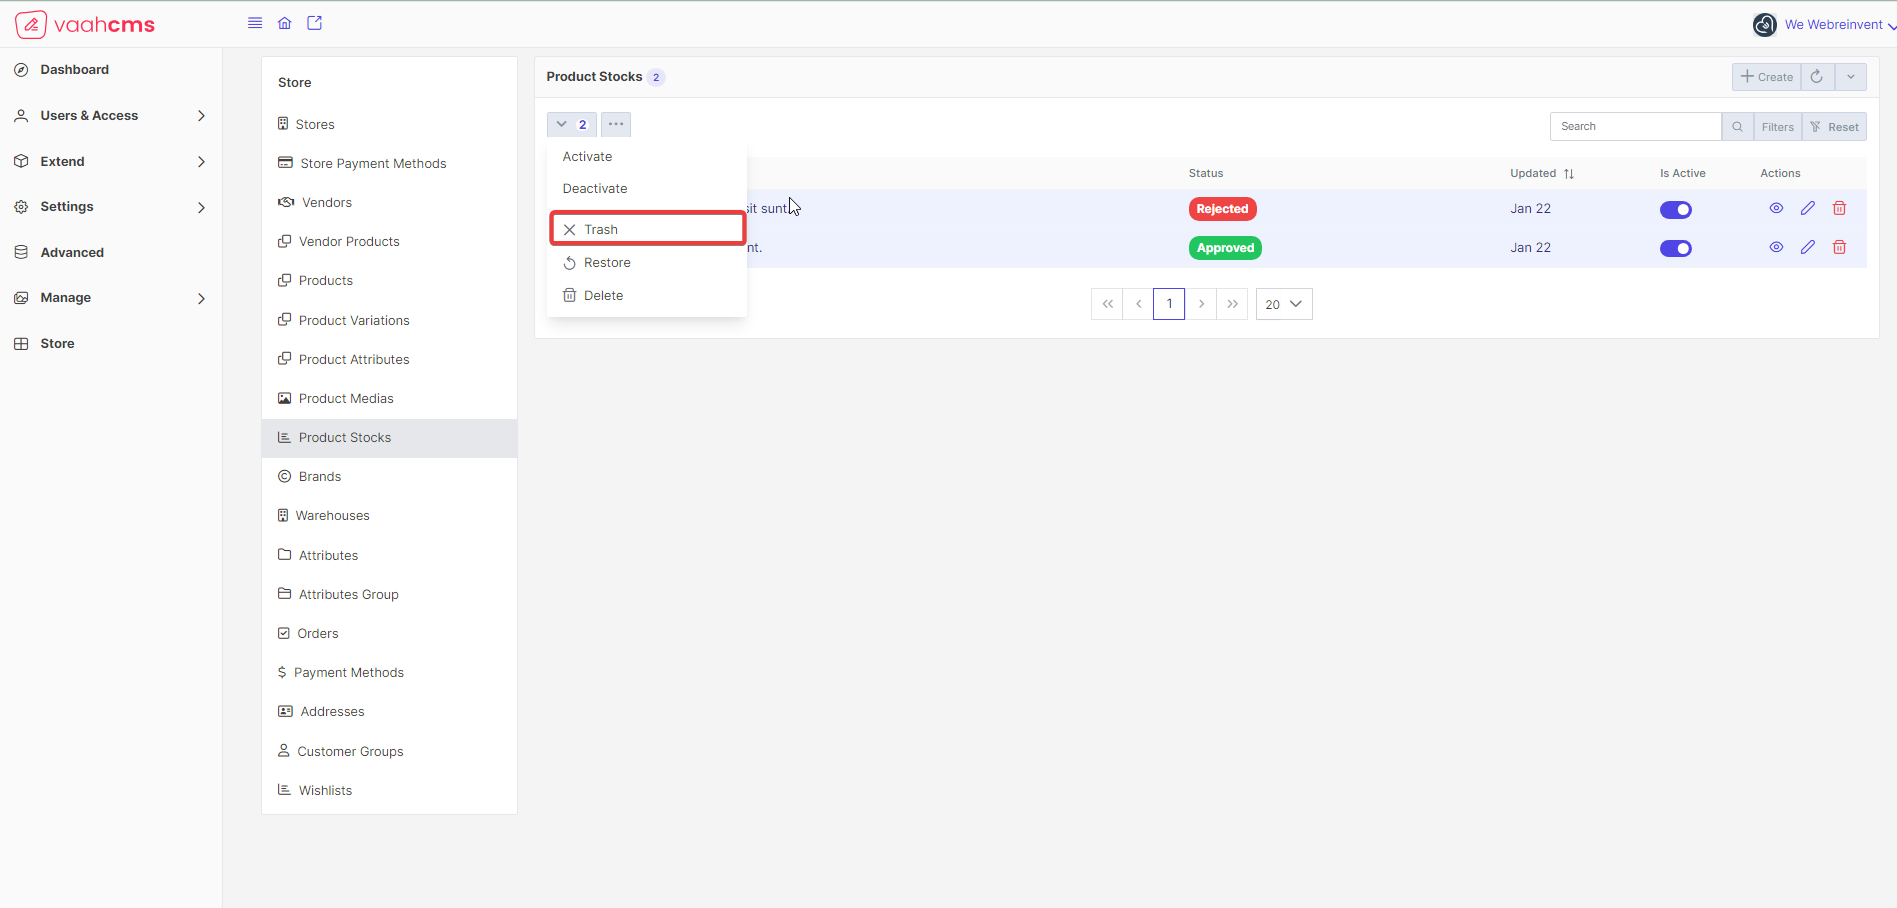 vaahcms
We Webreinvent
Dashboard
Users & Access
Extend
Settings
Advanced
Manage
Store
Store
Stores
Store Payment Methods
Vendors
Vendor Products
Products
Product Variations
Product Attributes
Product Medias
Product Stocks
Brands
Warehouses
Attributes
Attributes Group
Orders
$ Payment Methods
Addresses
Customer Groups
Wishlists
Product Stocks 2
Create
2
Search
Filters
Reset
Activate
Deactivate
Trash
Restore
Delete
Status Updated Is Active Actions
sit sunt. Rejected Jan 22
nt. Approved Jan 22
1
20